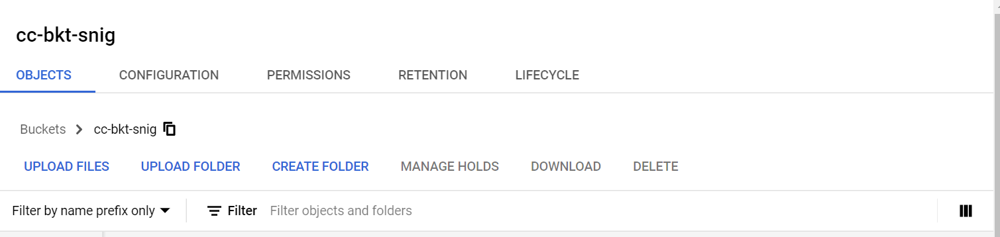 cc-bkt-snig
OBJECTS CONFIGURATION PERMISSIONS RETENTION LIFECYCLE
Buckets cc-bkt-snig
UPLOAD FILES UPLOAD FOLDER CREATE FOLDER MANAGE HOLDS DOWNLOAD DELETE
Filter by name prefix only Filter Filter objects and folders